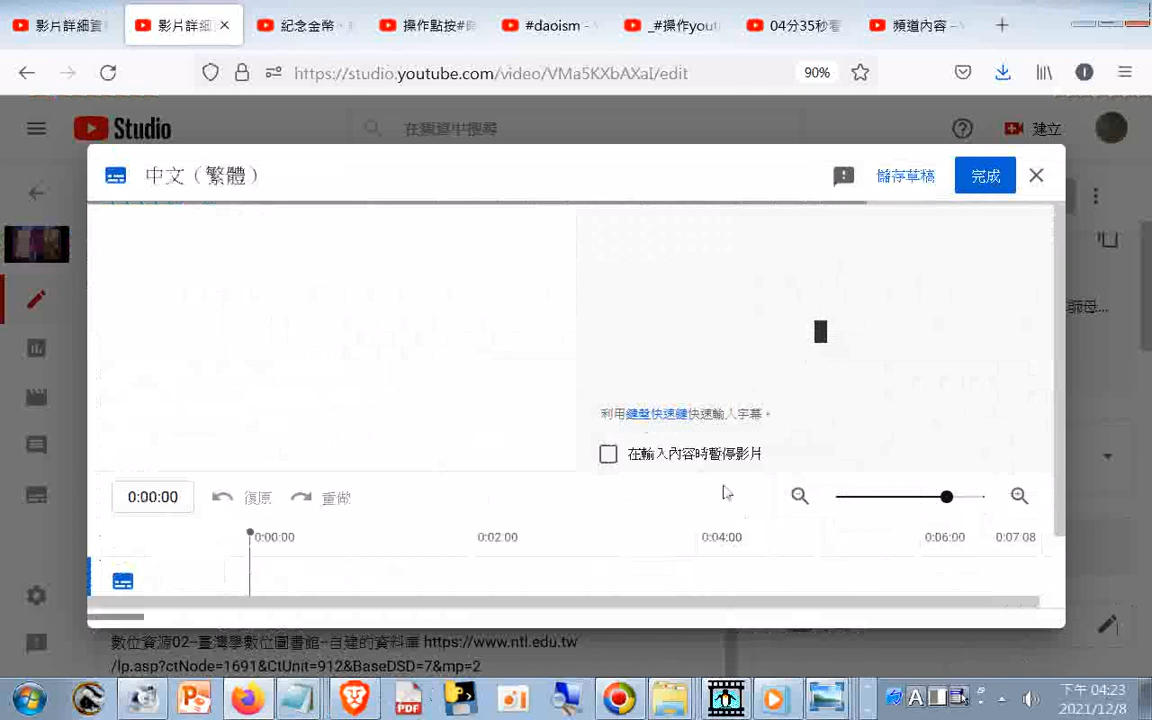 影片詳細資
影片詳細
紀念金幣
操作點按#
#daoism -
_#操作yout
04分35秒看
頻道內容 -
https://studio.youtube.com/video/VMa5KXbAXaI/edit
90%
Studio
在頻道中搜尋
建立
中文（繁體）
儲存草稿
完成
利用鍵盤快速鍵快速輸入字幕。
在輸入內容時暫停影片
0:00:00
復原
重做
0:00:00
0:02:00
0:04:00
0:06:00
0:07 08
數位資源02--臺灣學數位圖書館--自建的資料庫 https://www.ntl.edu.tw
/lp.asp?ctNode=1691&CtUnit=912&BaseDSD=7&mp=2
下午 04:23
2021/12/8